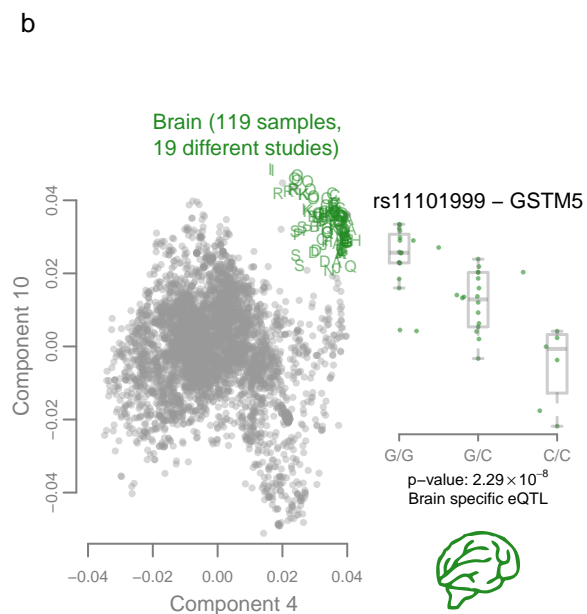 b
Brain (119 samples,
19 different studies)
rs11101999 – GSTM5
Component 10
0.04
0.02
0.00
−0.02
−0.04
−0.04
−0.02
0.00
0.02
0.04
Component 4
G/G
G/C
C/C
p-value: 2.29×10⁻⁸
Brain specific eQTL